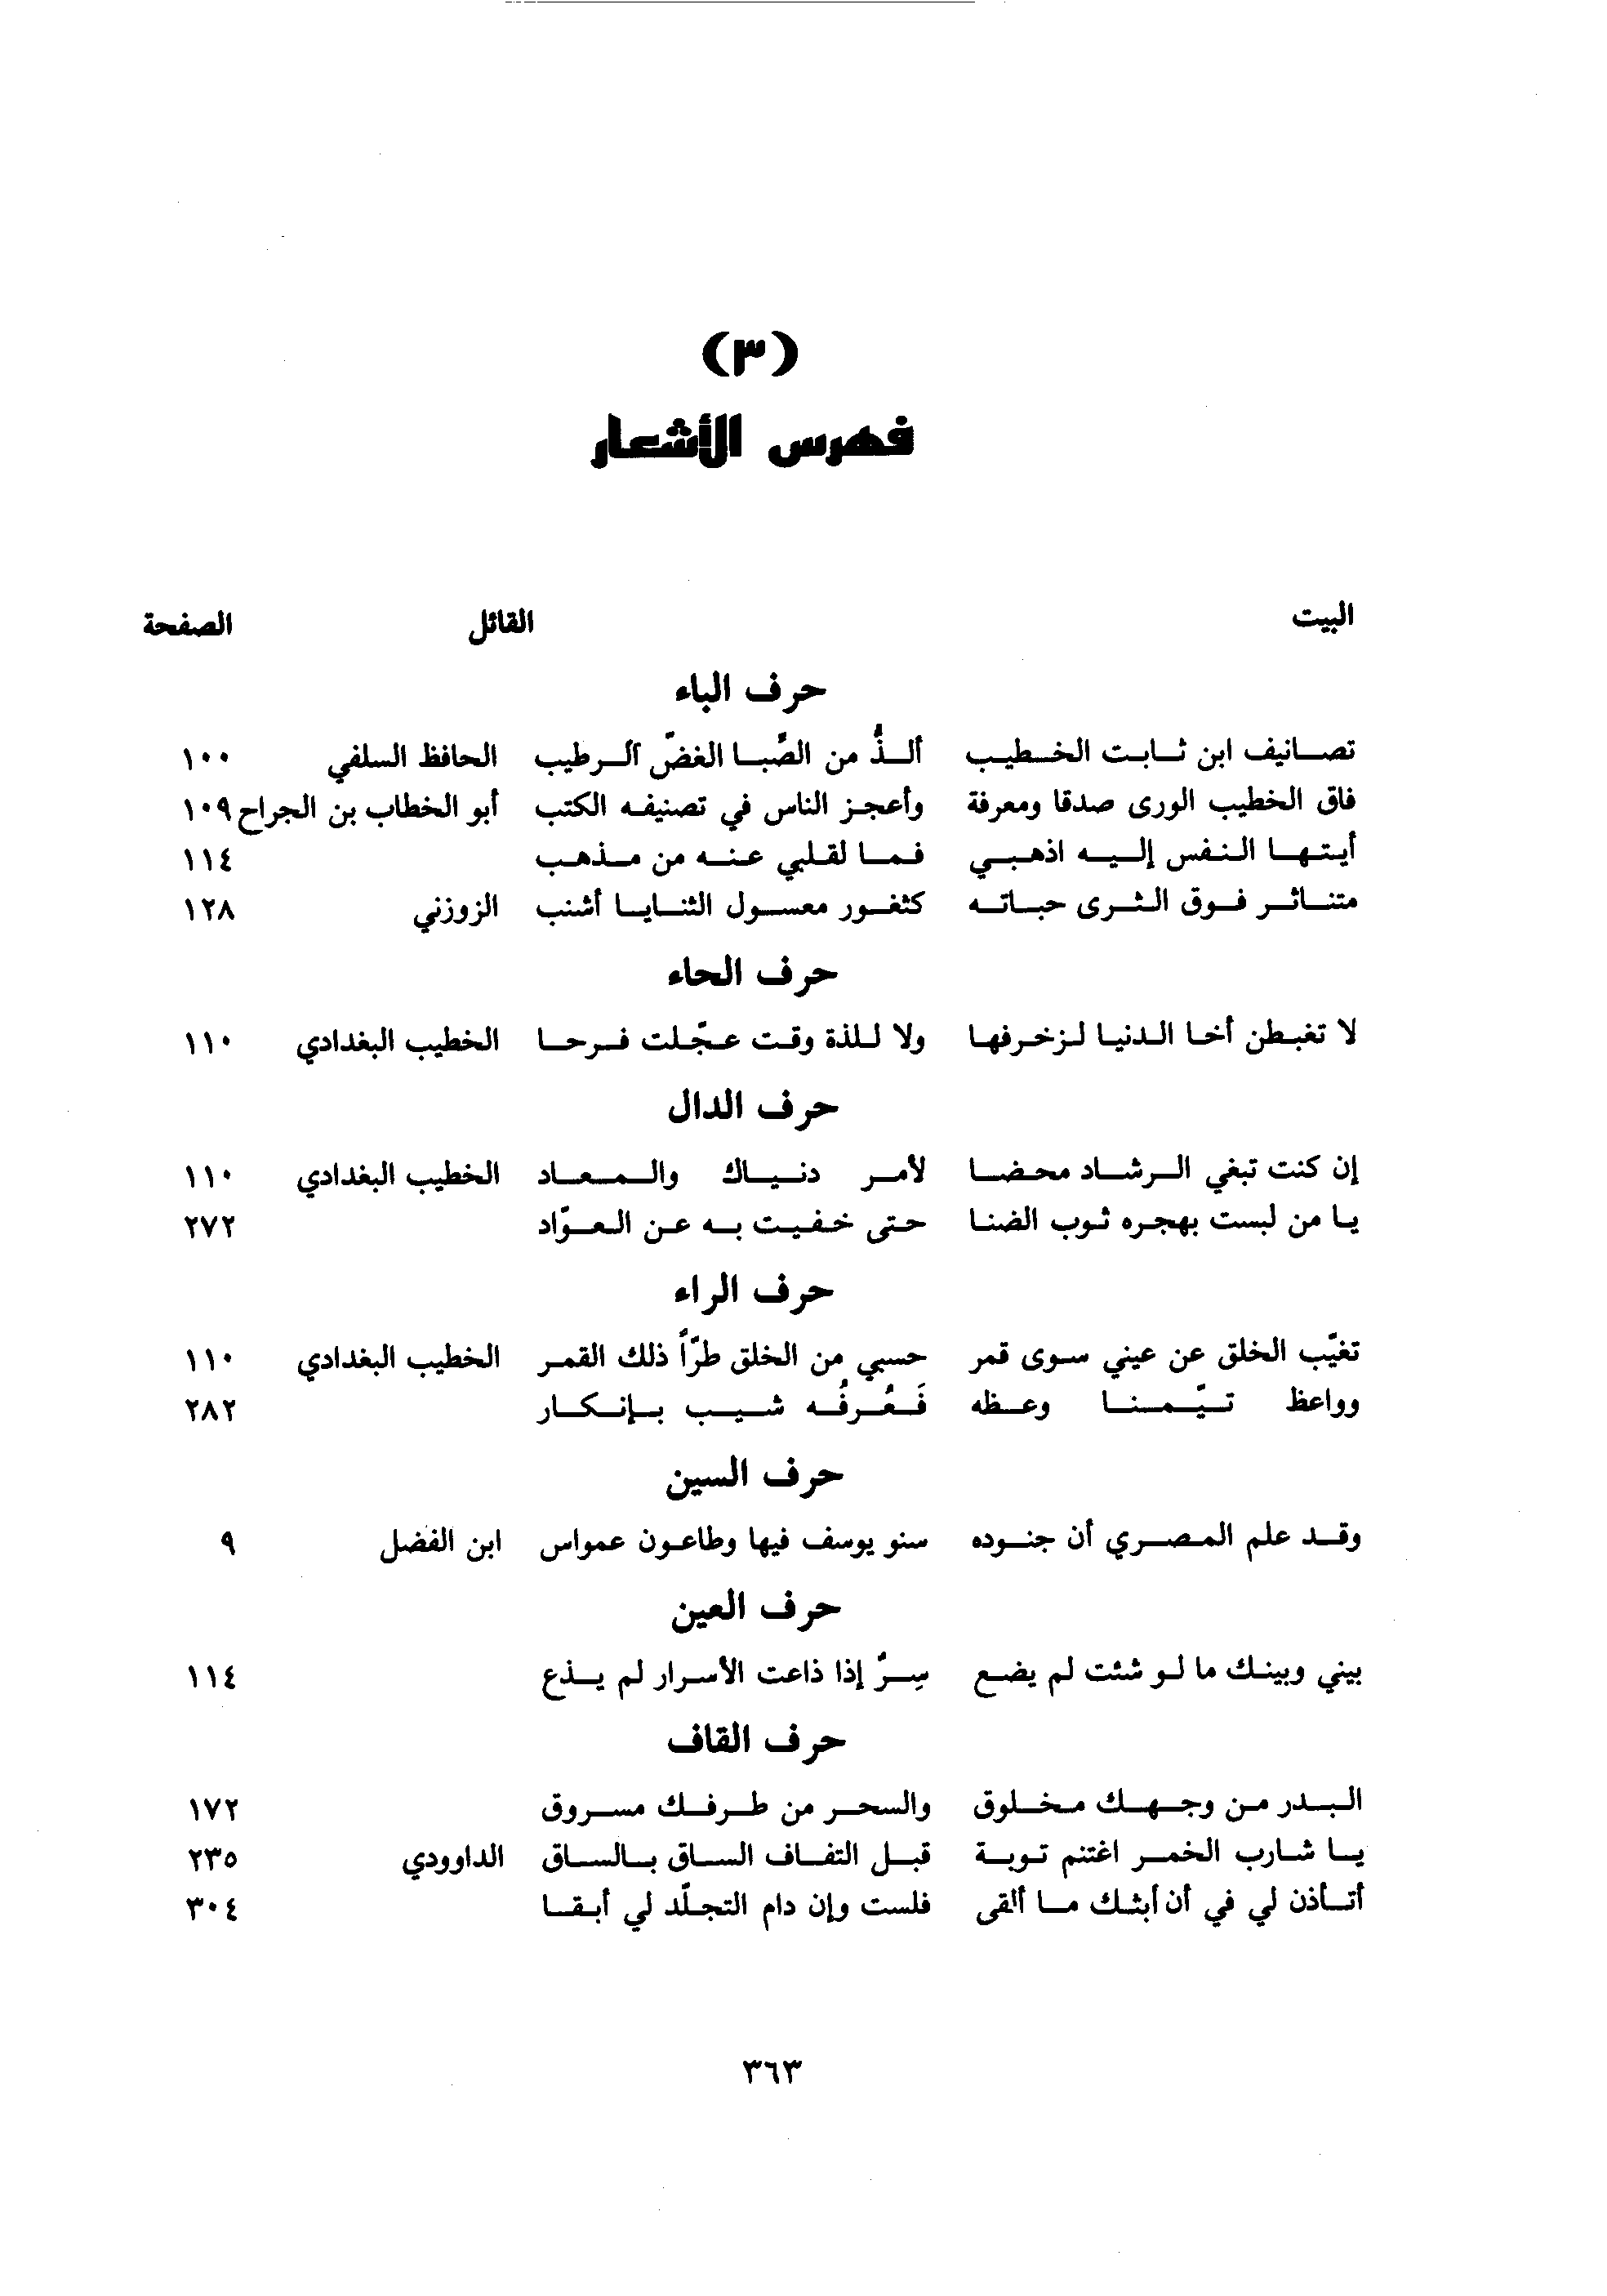 (٣)
فهرس الأشعار
البيت القائل الصفحة
حرف الباء
تصانيف ابن ثابت الخطيب ألذُّ من الصِّبا الغضّ الرطيب الحافظ السلفي ١٠٠
فاق الخطيب الورى صدقا ومعرفة وأعجز الناس في تصنيفه الكتب أبو الخطاب بن الجراح ١٠٩
أيتها النفس إليه اذهبي فما لقلبي عنه من مذهب ١١٤
متناثر فوق الثرى حباته كثغور معسول الثنايا أشنب الزوزني ١٢٨
حرف الحاء
لا تغبطن أخا الدنيا لزخرفها ولا للذة وقت عجّلت فرحا الخطيب البغدادي ١١٠
حرف الدال
إن كنت تبغي الرشاد محضا لأمر دنياك والمعاد الخطيب البغدادي ١١٠
يا من لبست بهجره ثوب الضنا حتى خفيت به عن العوّاد ٢٧٢
حرف الراء
تغيّب الخلق عن عيني سوى قمر حسبي من الخلق طرّاً ذلك القمر الخطيب البغدادي ١١٠
وواعظ تيّمنا وعظه فَعُرفُه شيب بإنكار ٢٨٢
حرف السين
وقد علم المصري أن جنوده سنو يوسف فيها وطاعون عمواس ابن الفضل ٩
حرف العين
بيني وبينك ما لو شئت لم يضع سِرّ إذا ذاعت الأسرار لم يذع ١١٤
حرف القاف
البدر من وجهك مخلوق والسحر من طرفك مسروق ١٧٢
يا شارب الخمر اغتنم توبة قبل التفاف الساق بالساق الداوودي ٢٣٥
أتأذن لي في أن أبثك ما ألقى فلست وإن دام التجلّد لي أبقا ٣٠٤
٣٦٣